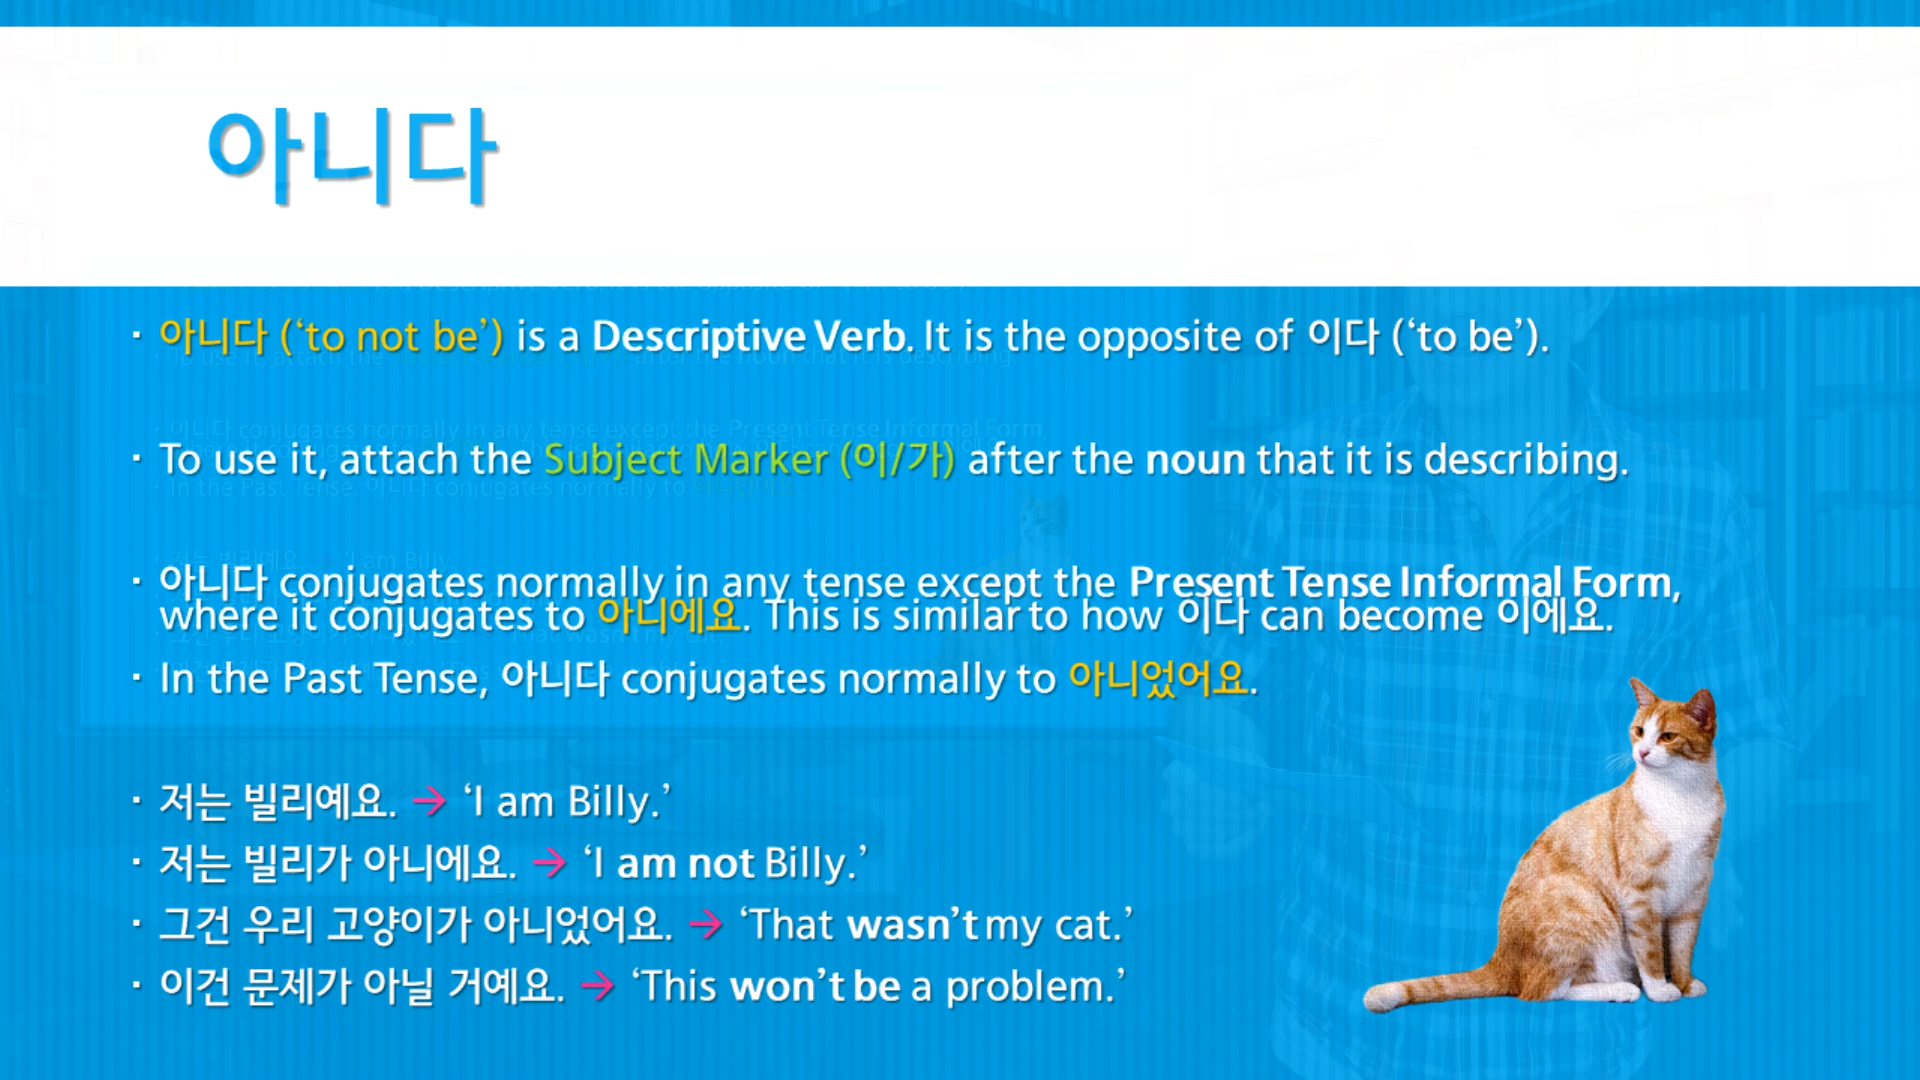 아니다
· 아니다 (‘to not be’) is a Descriptive Verb. It is the opposite of 이다 (‘to be’).
· To use it, attach the Subject Marker (이/가) after the noun that it is describing.
· 아니다 conjugates normally in any tense except the Present Tense Informal Form,
where it conjugates to 아니에요. This is similar to how 이다 can become 이에요.
· In the Past Tense, 아니다 conjugates normally to 아니었어요.
· 저는 빌리예요. → ‘I am Billy.’
· 저는 빌리가 아니에요. → ‘I am not Billy.’
· 그건 우리 고양이가 아니었어요. → ‘That wasn’t my cat.’
· 이건 문제가 아닐 거예요. → ‘This won’t be a problem.’